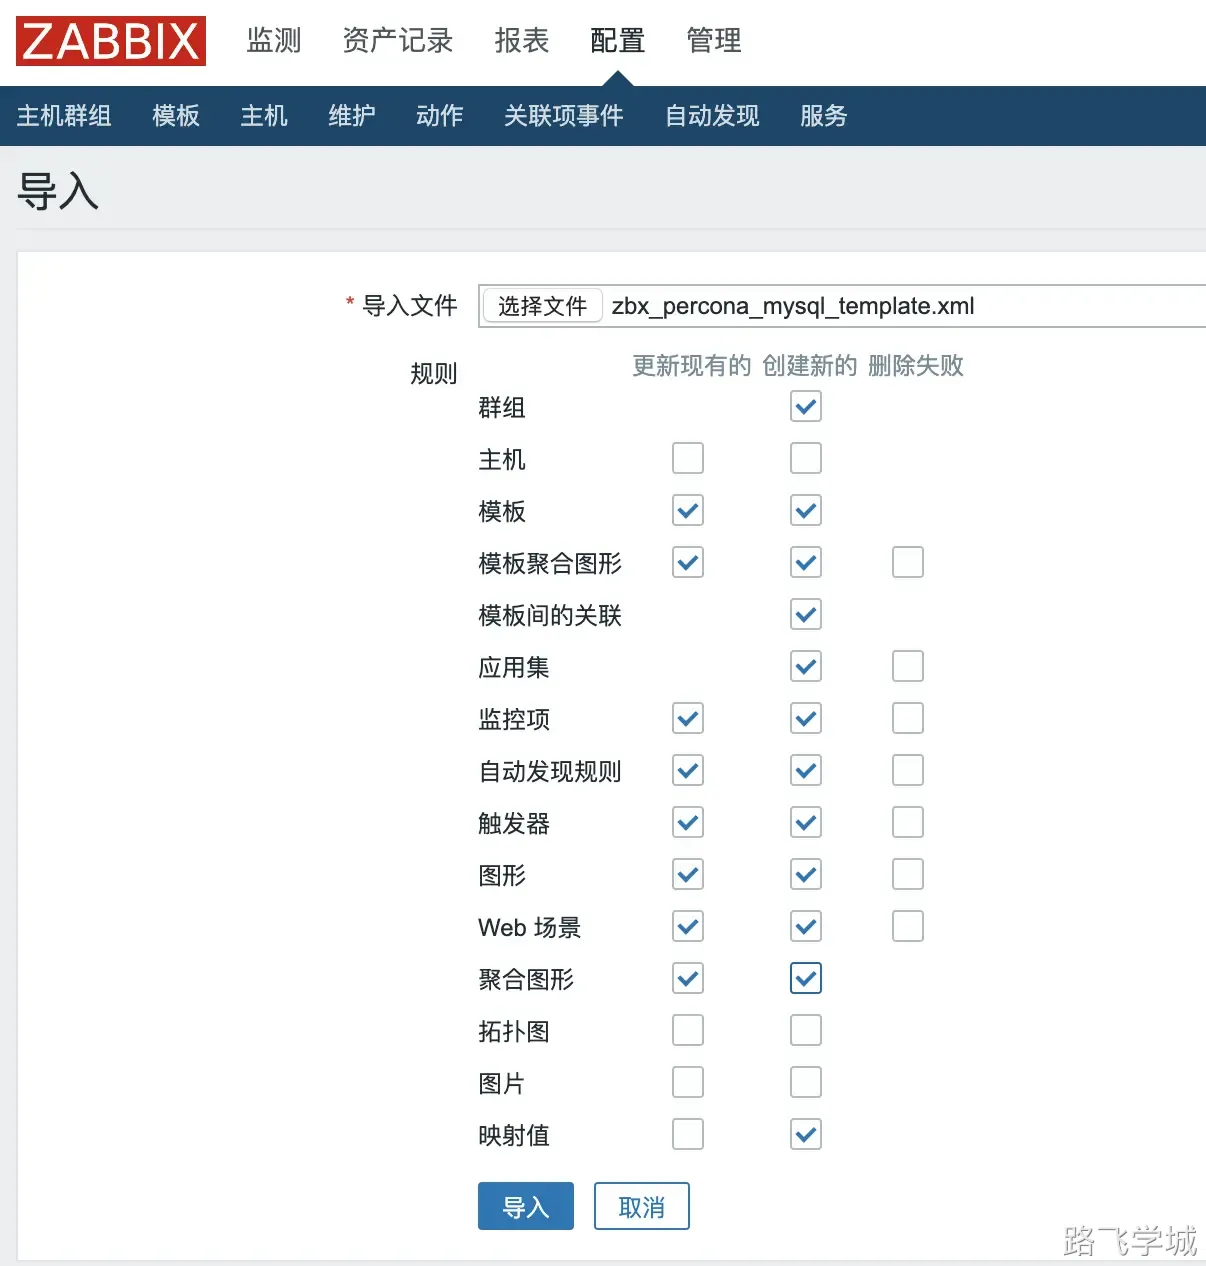 ZABBIX 监测 资产记录 报表 配置 管理
主机群组 模板 主机 维护 动作 关联项事件 自动发现 服务
导入
* 导入文件 选择文件 zbx_percona_mysql_template.xml
规则 更新现有的 创建新的 删除失败
群组
主机
模板
模板聚合图形
模板间的关联
应用集
监控项
自动发现规则
触发器
图形
Web 场景
聚合图形
拓扑图
图片
映射值
导入 取消
路飞学城